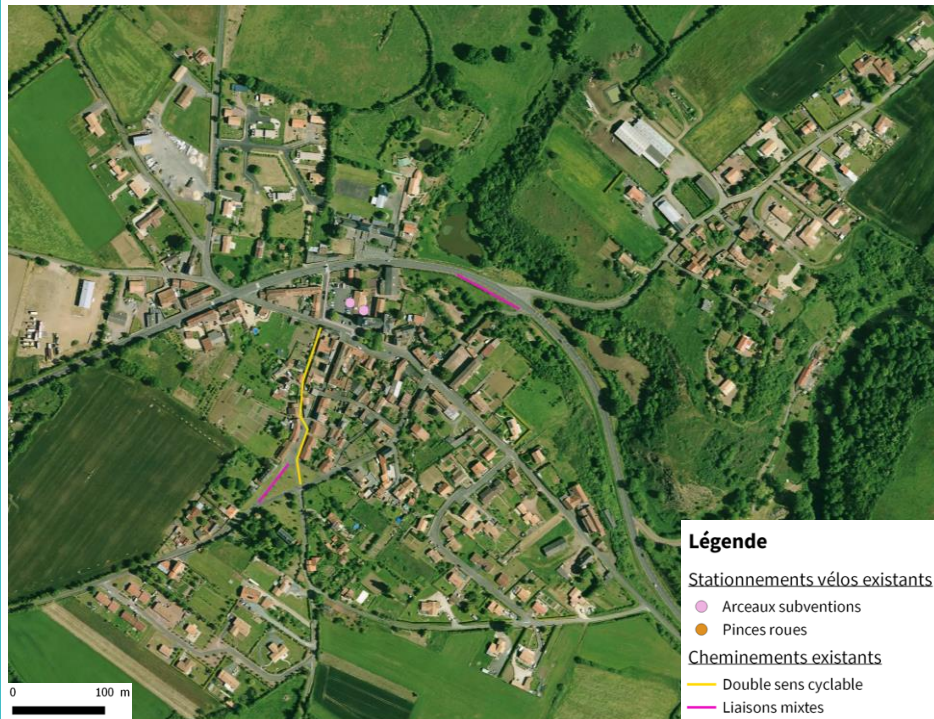 Légende
Stationnements vélos existants
Arceaux subventions
Pinces roues
Cheminements existants
Double sens cyclable
Liaisons mixtes
0 100 m